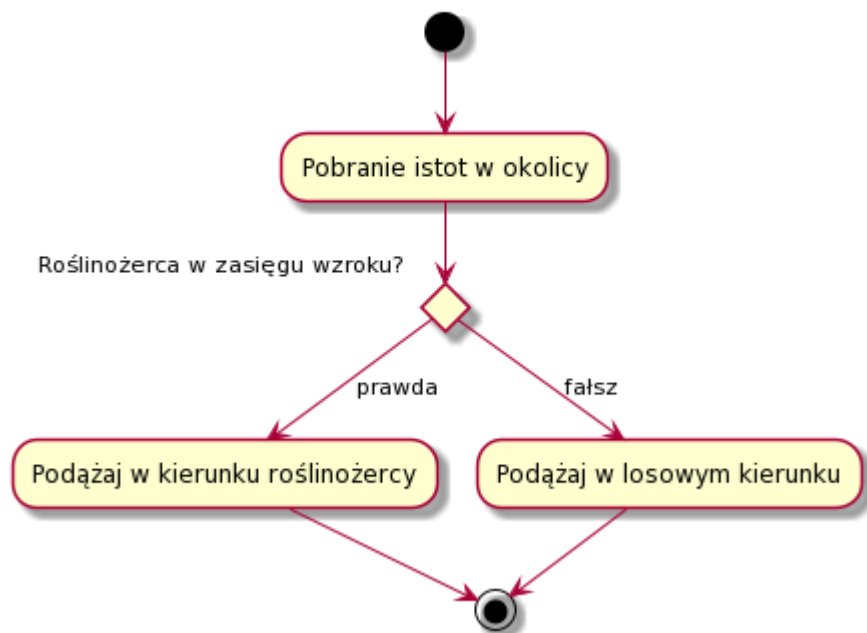 Pobranie istot w okolicy
Roślinożerca w zasięgu wzroku?
prawda
fałsz
Podążaj w kierunku roślinożercy
Podążaj w losowym kierunku